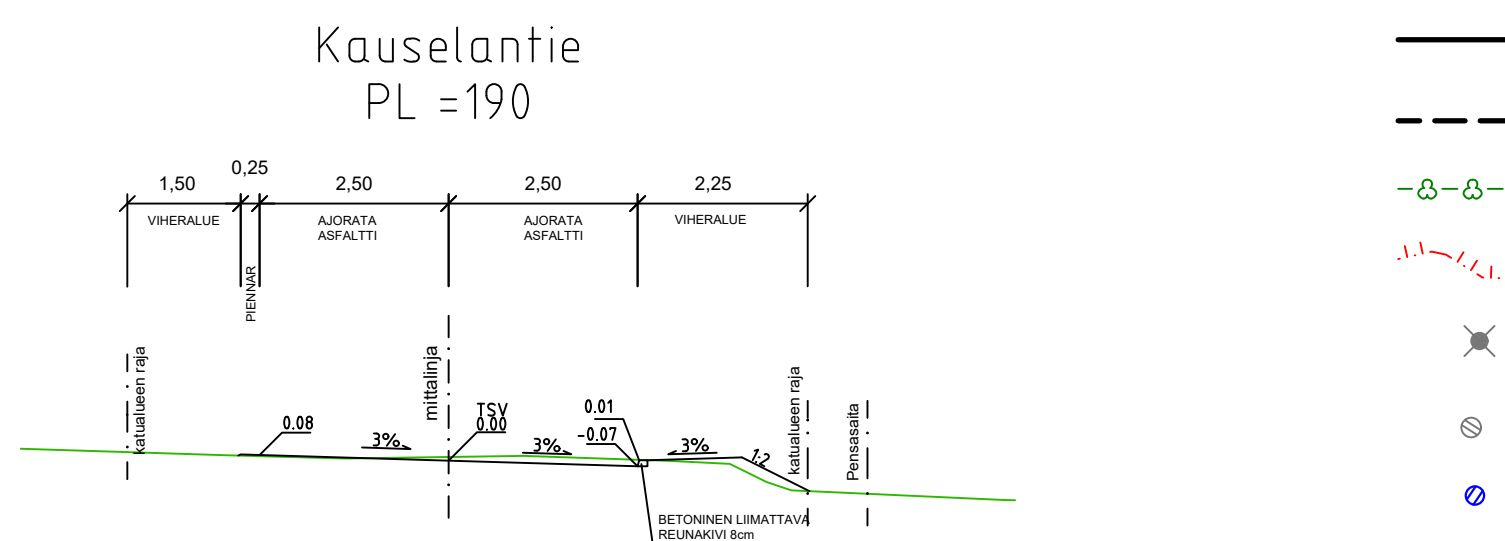 Kauselantie
PL =190
0,25
1,50
2,50
2,50
2,25
VIHERALUE
AJORATA
ASFALTTI
AJORATA
ASFALTTI
VIHERALUE
PIENNAR
katualueen raja
mittalinja
katualueen raja
Pensasaita
0.08
3%
TSV
0.00
3%
0.01
-0.07
3%
1:2
BETONINEN LIIMATTAVA
REUNAKIVI 8cm